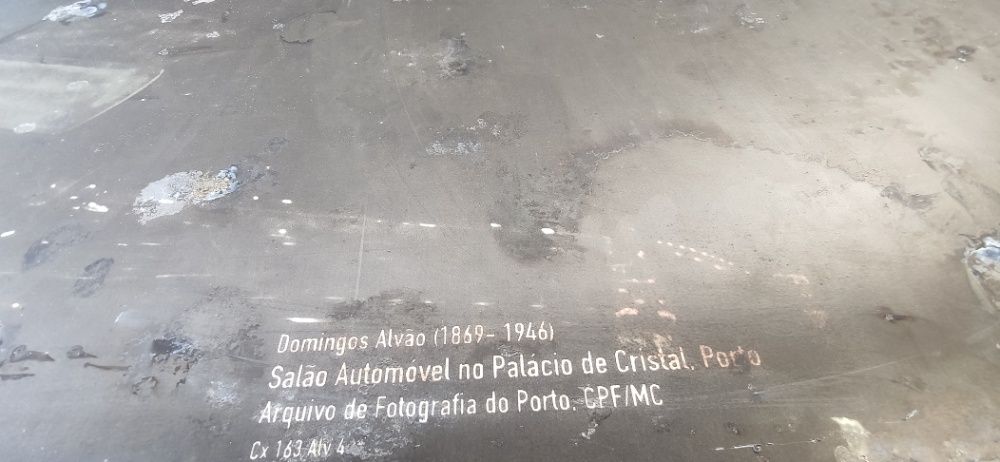 Domingos Alvão (1869- 1946)
Salão Automóvel no Palácio de Cristal, Porto
Arquivo de Fotografia do Porto, CPF/MC
Cx 163 Alv 4